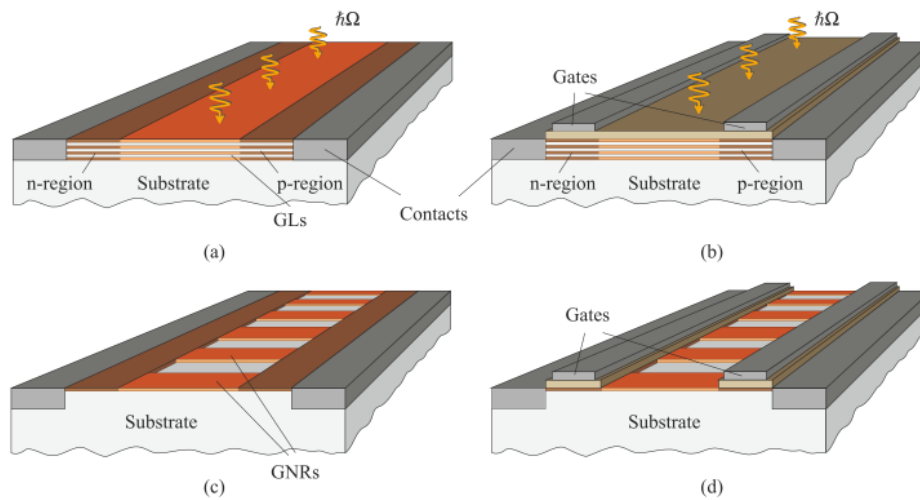 ℏΩ
ℏΩ
Gates
n-region
Substrate
p-region
n-region
Substrate
p-region
GLs
Contacts
(a)
(b)
Gates
Substrate
Substrate
GNRs
(c)
(d)